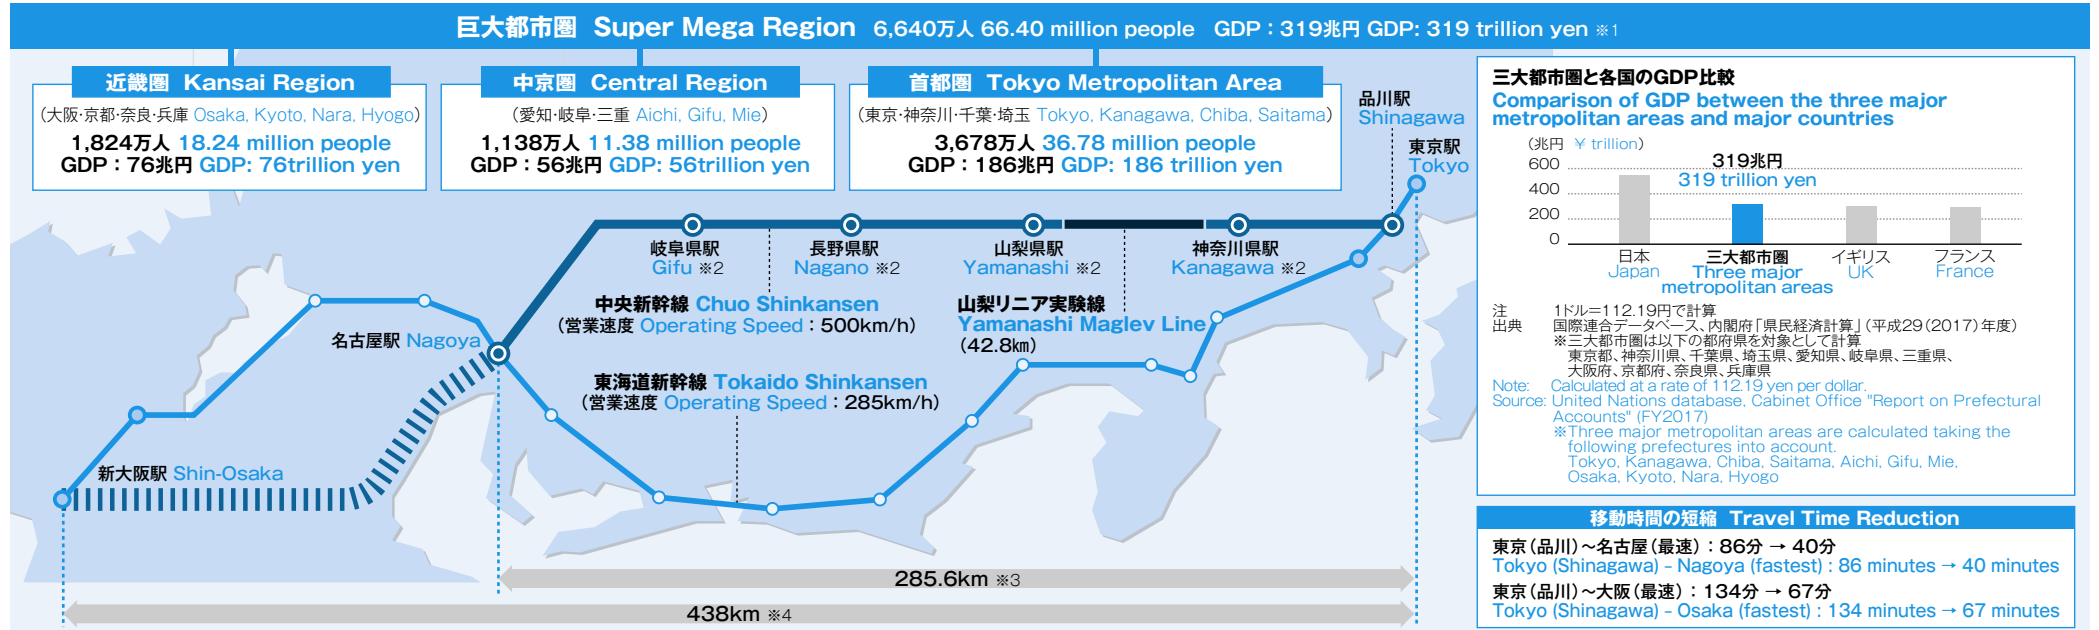 巨大都市圏 Super Mega Region 6,640万人 66.40 million people GDP：319兆円 GDP: 319 trillion yen ※1
近畿圏 Kansai Region
（大阪・京都・奈良・兵庫 Osaka, Kyoto, Nara, Hyogo）
1,824万人 18.24 million people
GDP：76兆円 GDP: 76trillion yen
中京圏 Central Region
（愛知・岐阜・三重 Aichi, Gifu, Mie）
1,138万人 11.38 million people
GDP：56兆円 GDP: 56trillion yen
首都圏 Tokyo Metropolitan Area
（東京・神奈川・千葉・埼玉 Tokyo, Kanagawa, Chiba, Saitama）
3,678万人 36.78 million people
GDP：186兆円 GDP: 186 trillion yen
品川駅
Shinagawa
東京駅
Tokyo
岐阜県駅
Gifu ※2
長野県駅
Nagano ※2
山梨県駅
Yamanashi ※2
神奈川県駅
Kanagawa ※2
中央新幹線 Chuo Shinkansen
（営業速度 Operating Speed：500km/h）
山梨リニア実験線
Yamanashi Maglev Line
（42.8km）
名古屋駅 Nagoya
東海道新幹線 Tokaido Shinkansen
（営業速度 Operating Speed：285km/h）
新大阪駅 Shin-Osaka
285.6km ※3
438km ※4
三大都市圏と各国のGDP比較
Comparison of GDP between the three major
metropolitan areas and major countries
（兆円 ¥ trillion）
600
400
200
0
319兆円
319 trillion yen
日本
Japan
三大都市圏
Three major
metropolitan areas
イギリス
UK
フランス
France
注 1ドル＝112.19円で計算
出典 国際連合データベース、内閣府「県民経済計算」（平成29（2017）年度）
※三大都市圏は以下の都府県を対象として計算
東京都、神奈川県、千葉県、埼玉県、愛知県、岐阜県、三重県、
大阪府、京都府、奈良県、兵庫県
Note: Calculated at a rate of 112.19 yen per dollar.
Source: United Nations database, Cabinet Office "Report on Prefectural
Accounts" (FY2017)
※Three major metropolitan areas are calculated taking the
following prefectures into account.
Tokyo, Kanagawa, Chiba, Saitama, Aichi, Gifu, Mie,
Osaka, Kyoto, Nara, Hyogo
移動時間の短縮 Travel Time Reduction
東京（品川）～名古屋（最速）：86分 → 40分
Tokyo (Shinagawa) – Nagoya (fastest) : 86 minutes → 40 minutes
東京（品川）～大阪（最速）：134分 → 67分
Tokyo (Shinagawa) – Osaka (fastest) : 134 minutes → 67 minutes